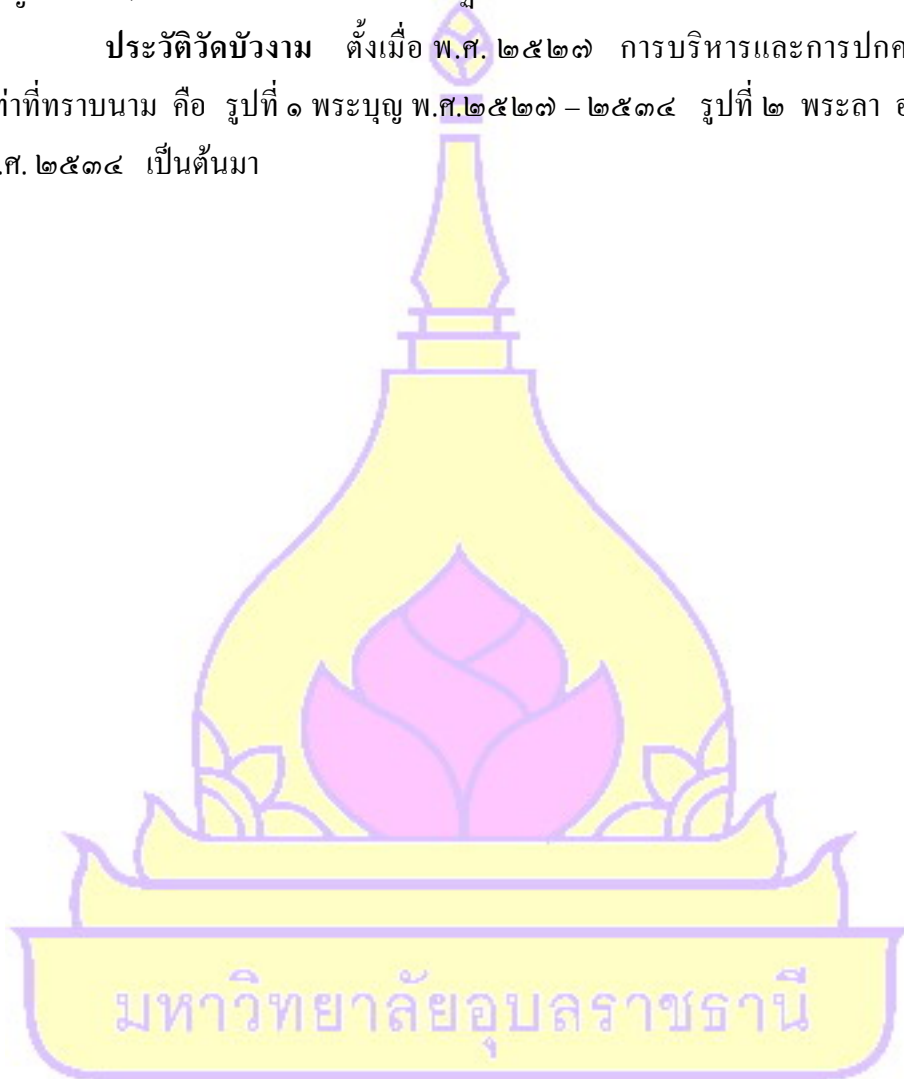 ประวัติวัดบัวงาม ตั้งเมื่อ พ.ศ. ๒๕๒๗ การบริหารและการปกค
ท่าที่ทราบนาม คือ รูปที่ ๑ พระบุญ พ.ศ.๒๕๒๗ – ๒๕๓๔ รูปที่ ๒ พระลา
.ศ. ๒๕๓๔ เป็นต้นมา
มหาวิทยาลัยอุบลราชธานี